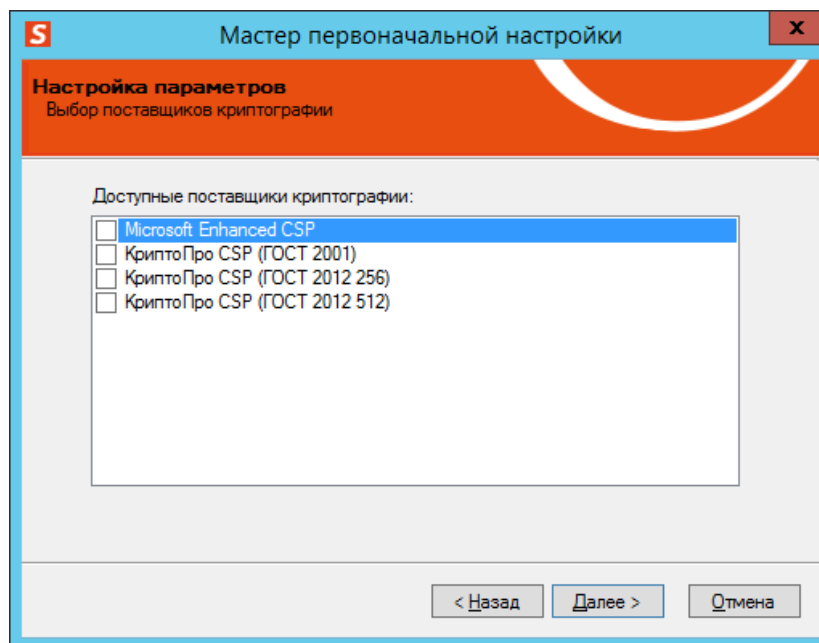 S
Мастер первоначальной настройки
x
Настройка параметров
Выбор поставщиков криптографии
Доступные поставщики криптографии:
Microsoft Enhanced CSP
КриптоПро CSP (ГОСТ 2001)
КриптоПро CSP (ГОСТ 2012 256)
КриптоПро CSP (ГОСТ 2012 512)
< Назад Далее > Отмена